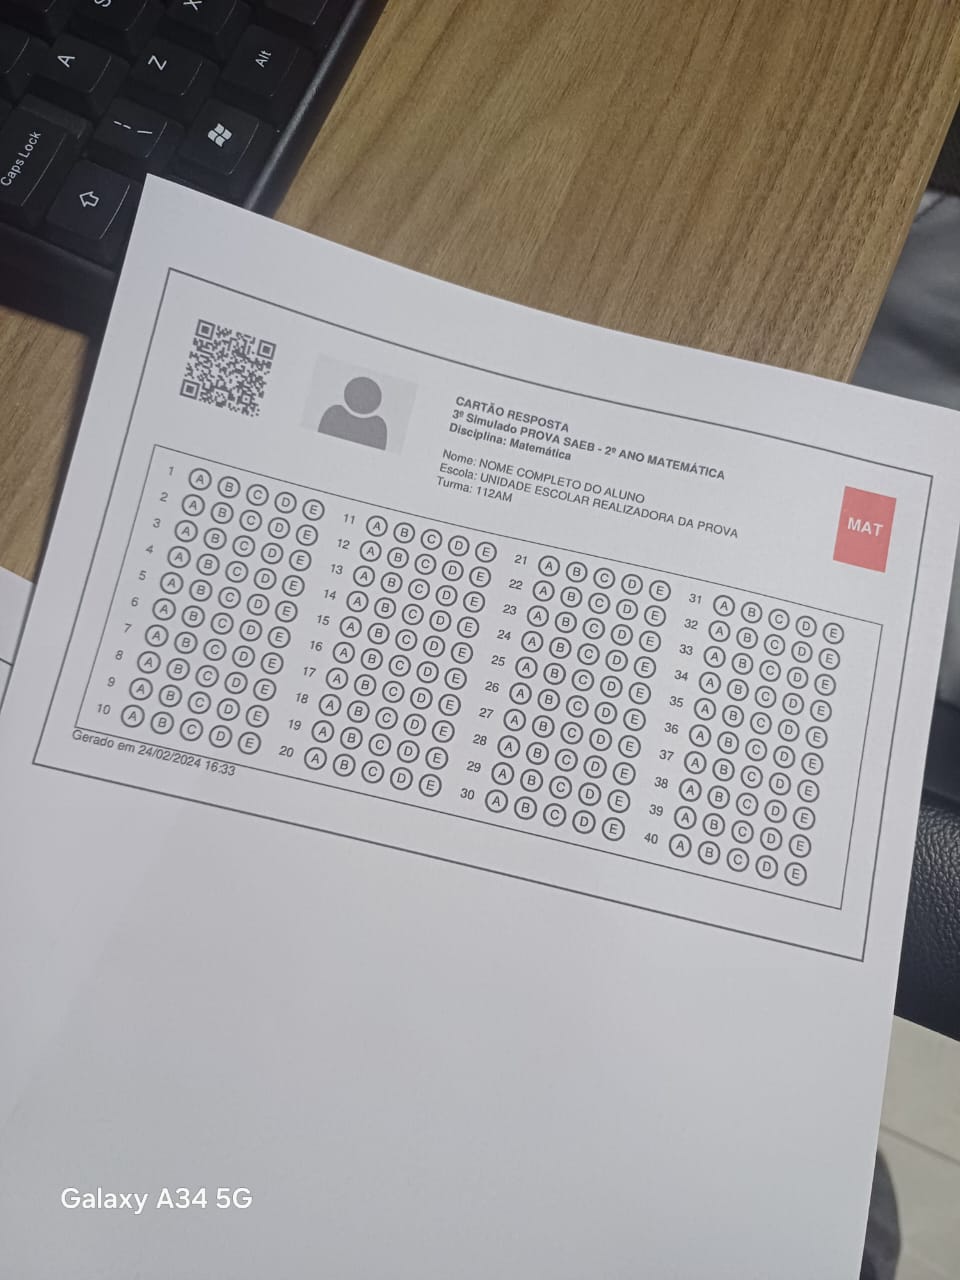 S
X
A
Z
Alt
Caps Lock
CARTÃO RESPOSTA
3º Simulado PROVA SAEB - 2º ANO MATEMÁTICA
Disciplina: Matemática
Nome: NOME COMPLETO DO ALUNO
Escola: UNIDADE ESCOLAR REALIZADORA DA PROVA
Turma: 112AM
MAT
1 A B C D E
2 A B C D E
3 A B C D E
4 A B C D E
5 A B C D E
6 A B C D E
7 A B C D E
8 A B C D E
9 A B C D E
10 A B C D E
11 A B C D E
12 A B C D E
13 A B C D E
14 A B C D E
15 A B C D E
16 A B C D E
17 A B C D E
18 A B C D E
19 A B C D E
20 A B C D E
21 A B C D E
22 A B C D E
23 A B C D E
24 A B C D E
25 A B C D E
26 A B C D E
27 A B C D E
28 A B C D E
29 A B C D E
30 A B C D E
31 A B C D E
32 A B C D E
33 A B C D E
34 A B C D E
35 A B C D E
36 A B C D E
37 A B C D E
38 A B C D E
39 A B C D E
40 A B C D E
Gerado em 24/02/2024 16:33
Galaxy A34 5G